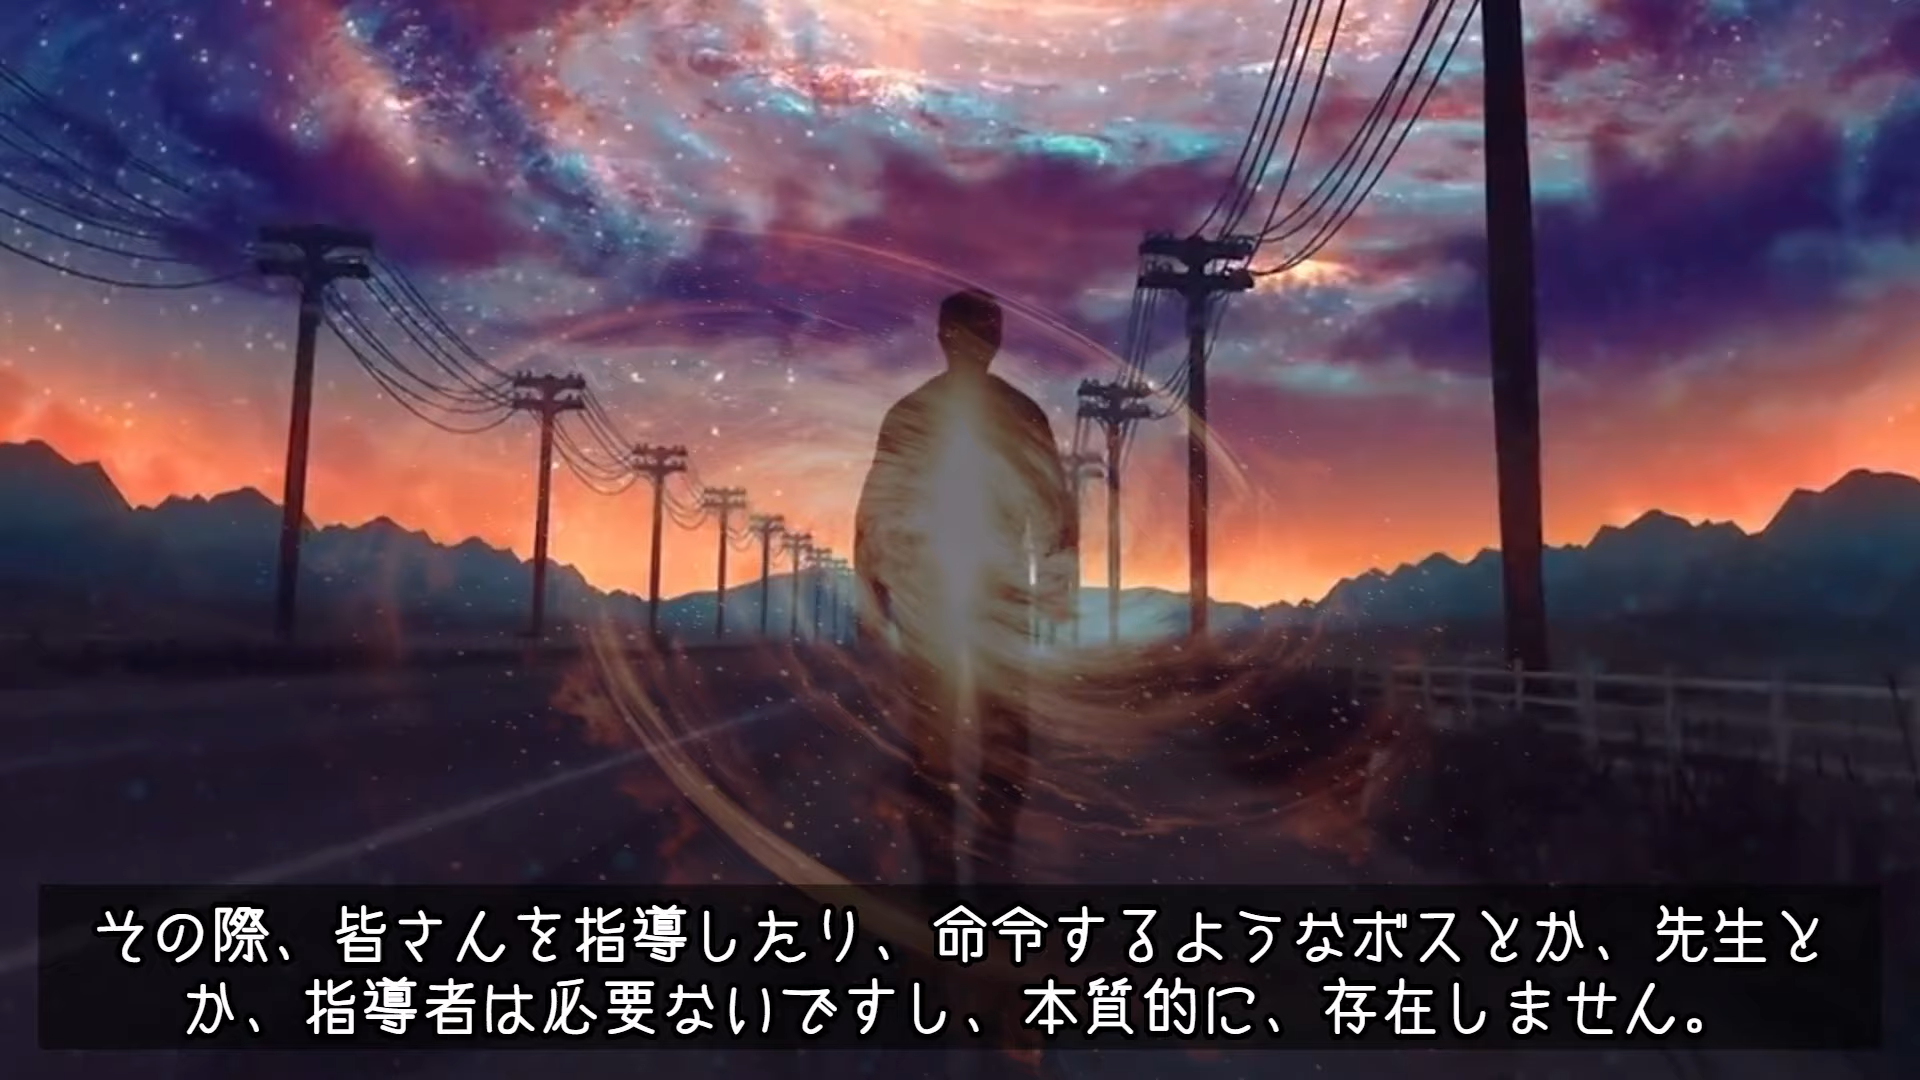 その際、皆さんを指導したり、命令するようなボスとか、先生と
か、指導者は必要ないですし、本質的に、存在しません。